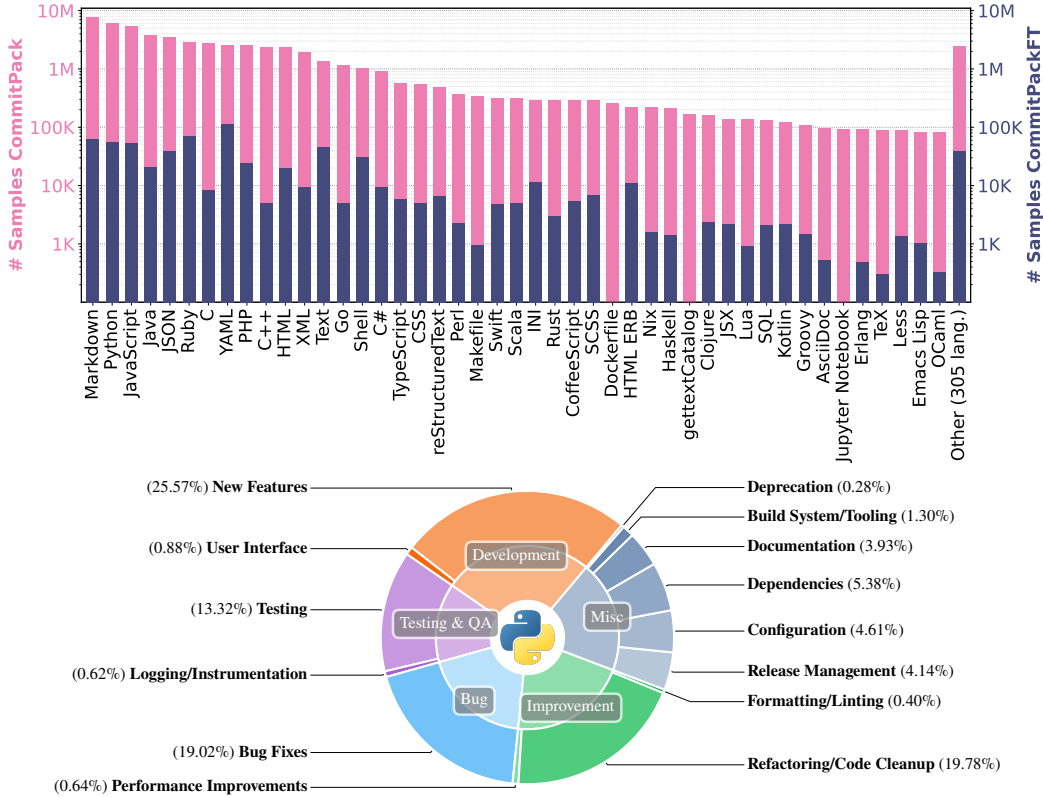 10M
1M
100K
10K
1K
# Samples CommitPack
10M
1M
100K
10K
1K
# Samples CommitPackFT
Markdown
Python
JavaScript
Java
JSON
Ruby
C
YAML
PHP
C++
HTML
XML
Text
Go
Shell
C#
TypeScript
CSS
reStructuredText
Perl
Makefile
Swift
Scala
INI
Rust
CoffeeScript
SCSS
Dockerfile
HTML ERB
Nix
Haskell
gettextCatalog
Clojure
JSX
Lua
SQL
Kotlin
Groovy
AsciiDoc
Jupyter Notebook
Erlang
TeX
Less
Emacs Lisp
OCaml
Other (305 lang.)
(25.57%) New Features
(0.88%) User Interface
(13.32%) Testing
(0.62%) Logging/Instrumentation
(19.02%) Bug Fixes
(0.64%) Performance Improvements
Development
Testing & QA
Misc
Bug
Improvement
Deprecation (0.28%)
Build System/Tooling (1.30%)
Documentation (3.93%)
Dependencies (5.38%)
Configuration (4.61%)
Release Management (4.14%)
Formatting/Linting (0.40%)
Refactoring/Code Cleanup (19.78%)